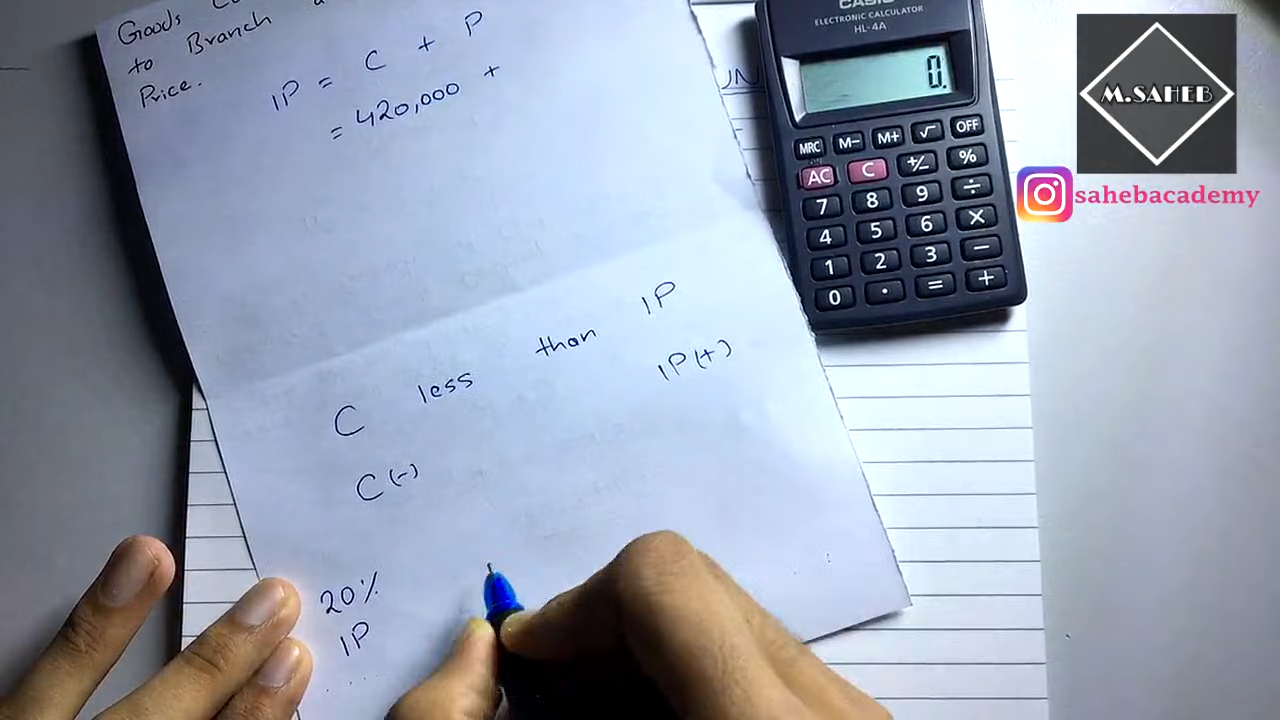 Goods
to Branch
Price.
IP = C + P
= 420,000 +
C less than IP
C (-) IP (+)
20%
IP
CASIO
ELECTRONIC CALCULATOR
HL-4A
0.
MRC M- M+ √ OFF
AC C +/- %
7 8 9 ÷
4 5 6 ×
1 2 3 −
0 · = +
M.SAHEB
sahebacademy